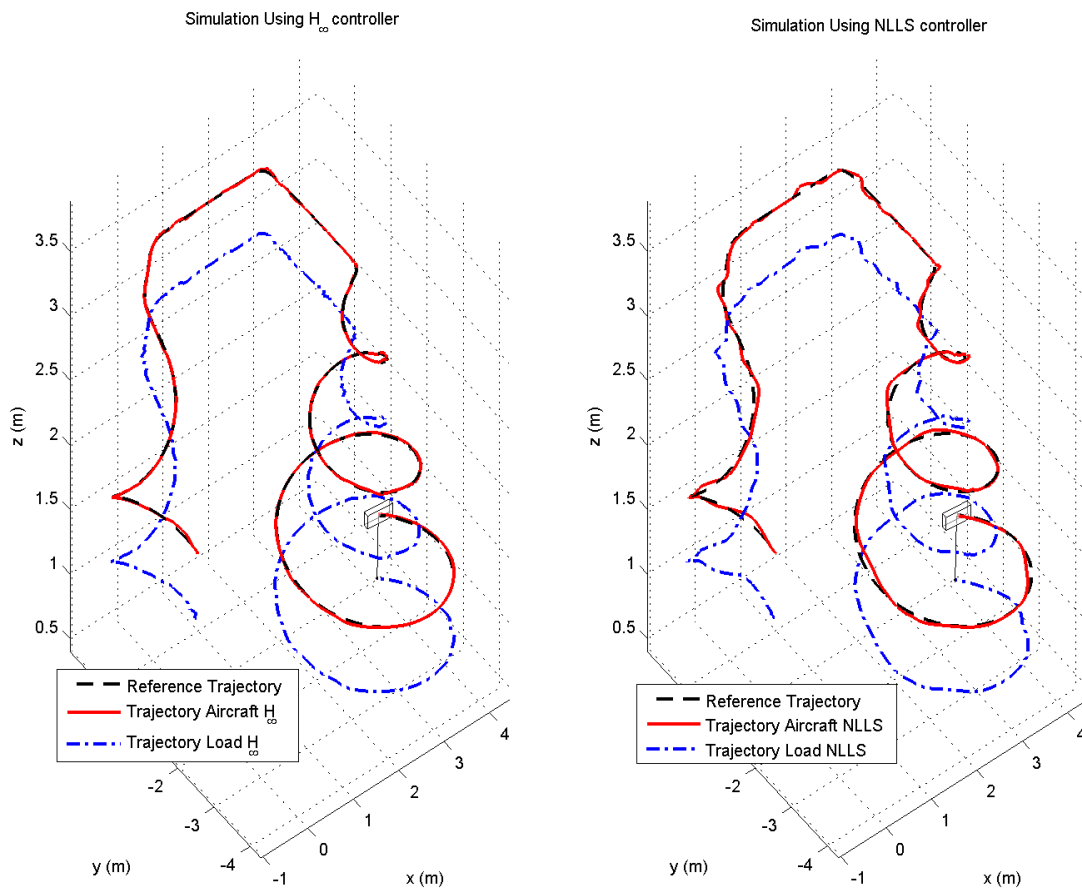 Simulation Using H∞ controller
3.5
3
2.5
2
1.5
1
0.5
z (m)
Reference Trajectory
Trajectory Aircraft H∞
Trajectory Load H∞
-2
-3
-4
y (m)
-1
0
1
2
3
4
x (m)
Simulation Using NLLS controller
3.5
3
2.5
2
1.5
1
0.5
z (m)
Reference Trajectory
Trajectory Aircraft NLLS
Trajectory Load NLLS
-2
-3
-4
y (m)
-1
0
1
2
3
4
x (m)